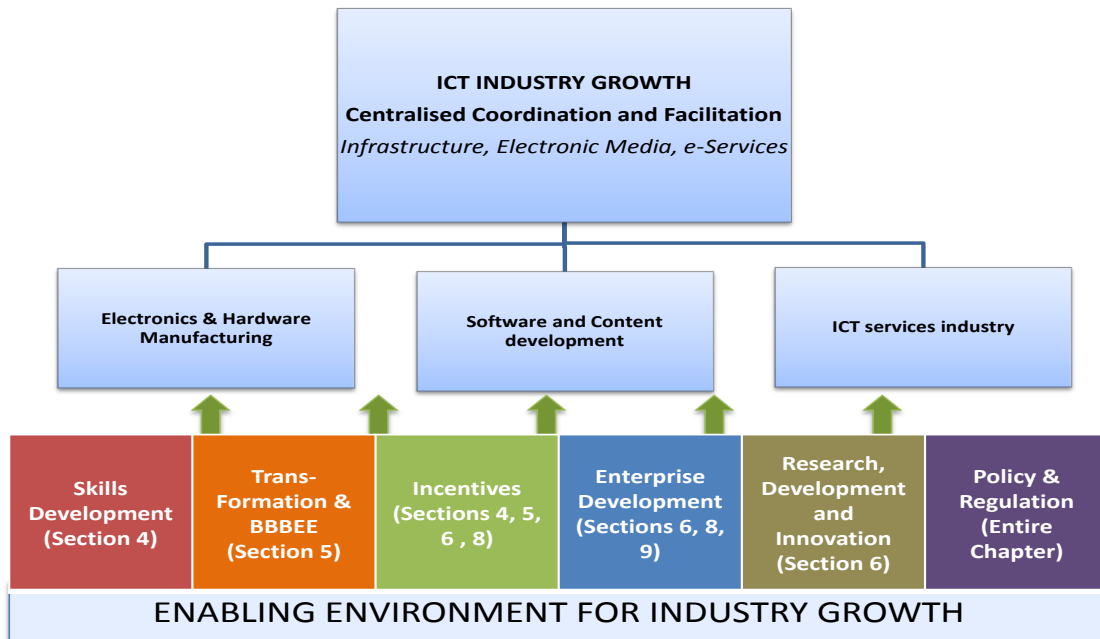 ICT INDUSTRY GROWTH
Centralised Coordination and Facilitation
Infrastructure, Electronic Media, e-Services
Electronics & Hardware
Manufacturing
Software and Content
development
ICT services industry
Skills
Development
(Section 4)
Trans-
Formation &
BBBEE
(Section 5)
Incentives
(Sections 4, 5,
6 , 8)
Enterprise
Development
(Sections 6, 8,
9)
Research,
Development
and
Innovation
(Section 6)
Policy &
Regulation
(Entire
Chapter)
ENABLING ENVIRONMENT FOR INDUSTRY GROWTH